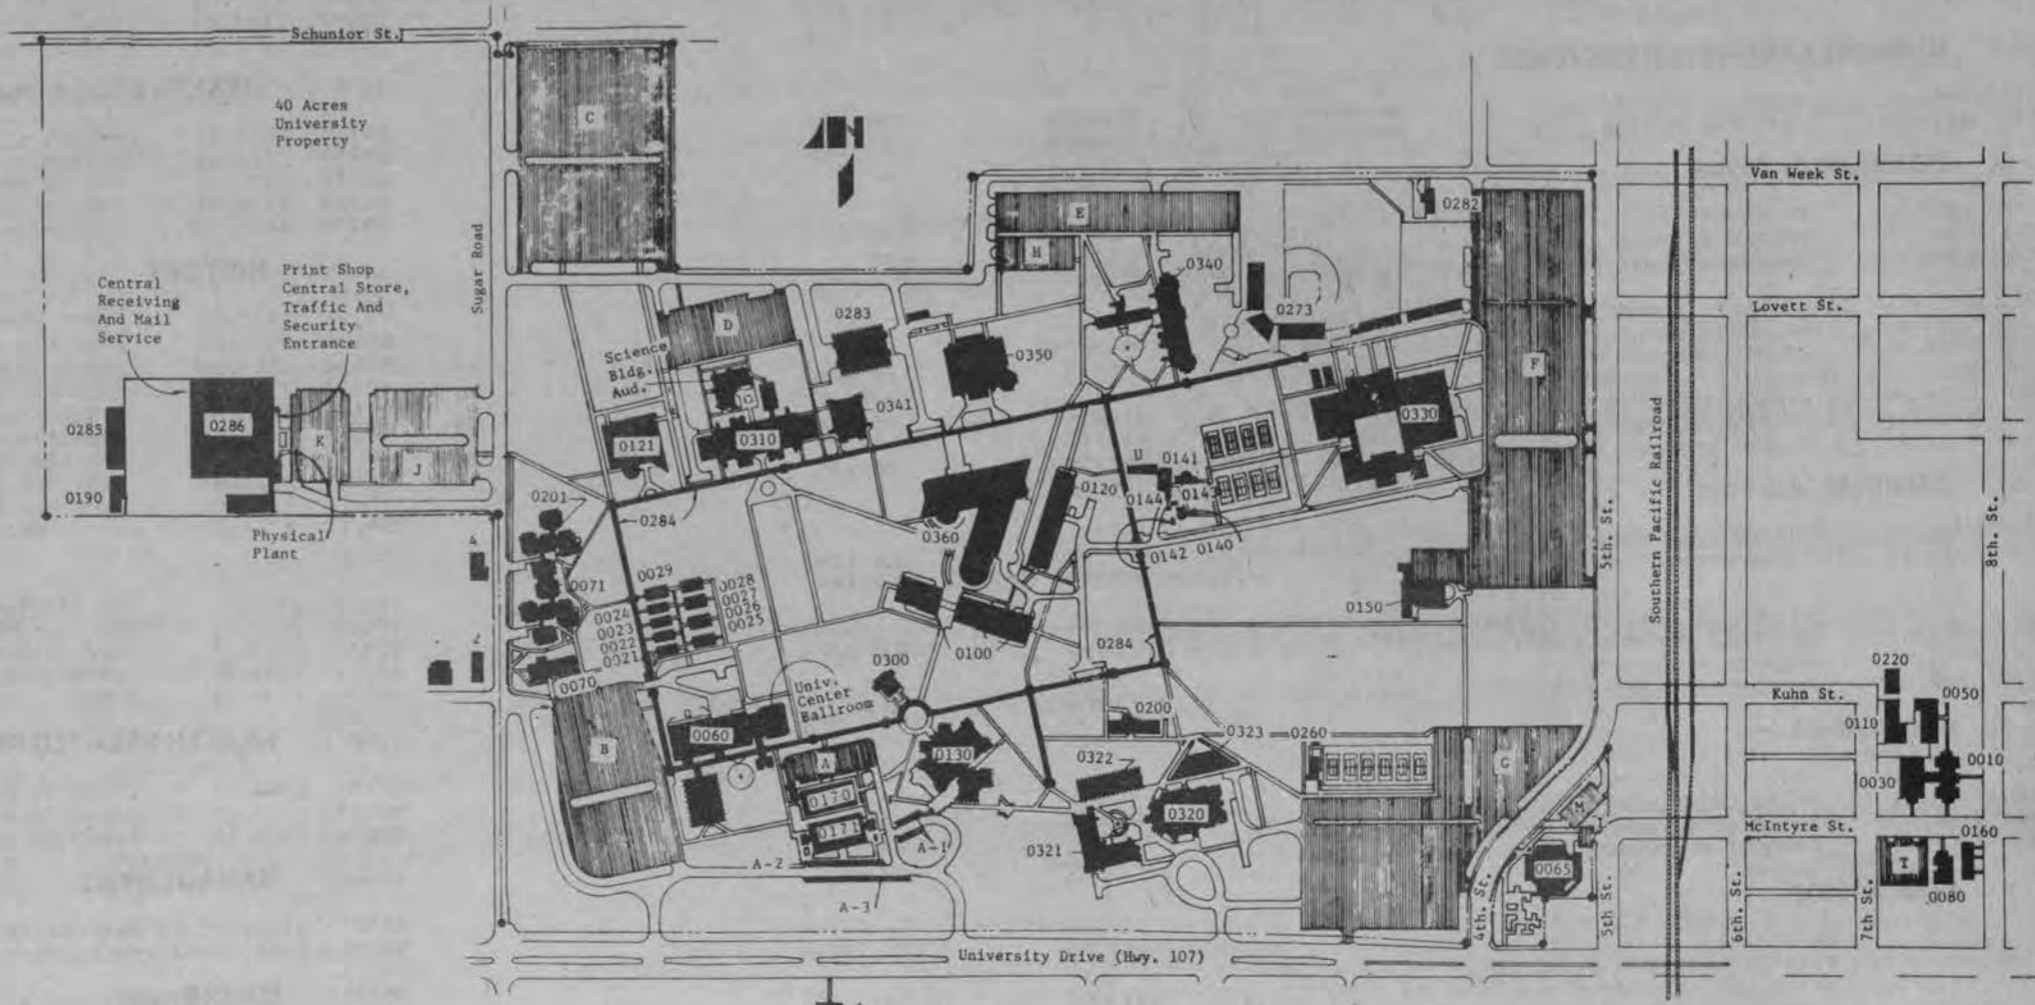 Schunior St.
40 Acres
University
Property
C
Van Week St.
E
0282
H
0340
Sugar Road
Print Shop
Central Store,
Traffic And
Security
Entrance
Central
Receiving
And Mail
Service
D
0283
0273
Lovett St.
Science
Bldg.
Aud.
0350
F
0341
0330
0285
0286
K
J
0121
0310
U
0141
0120
0144
0143
0190
0201
0284
0360
0142
0140
Physical
Plant
4
0071
0029
0028
0027
0026
0025
0024
0023
0022
0021
0150
5th. St.
Southern Pacific Railroad
8th. St.
2
0070
0100
0284
0300
Univ.
Center
Ballroom
0220
Kuhn St.
0050
0110
0200
0323
0260
B
0060
A
0130
0322
G
0010
0030
M
0170
0171
0320
McIntyre St.
0160
A-1
A-2
0321
0065
I
0080
A-3
4th. St.
5th St.
6th. St.
7th St.
University Drive (Hwy. 107)